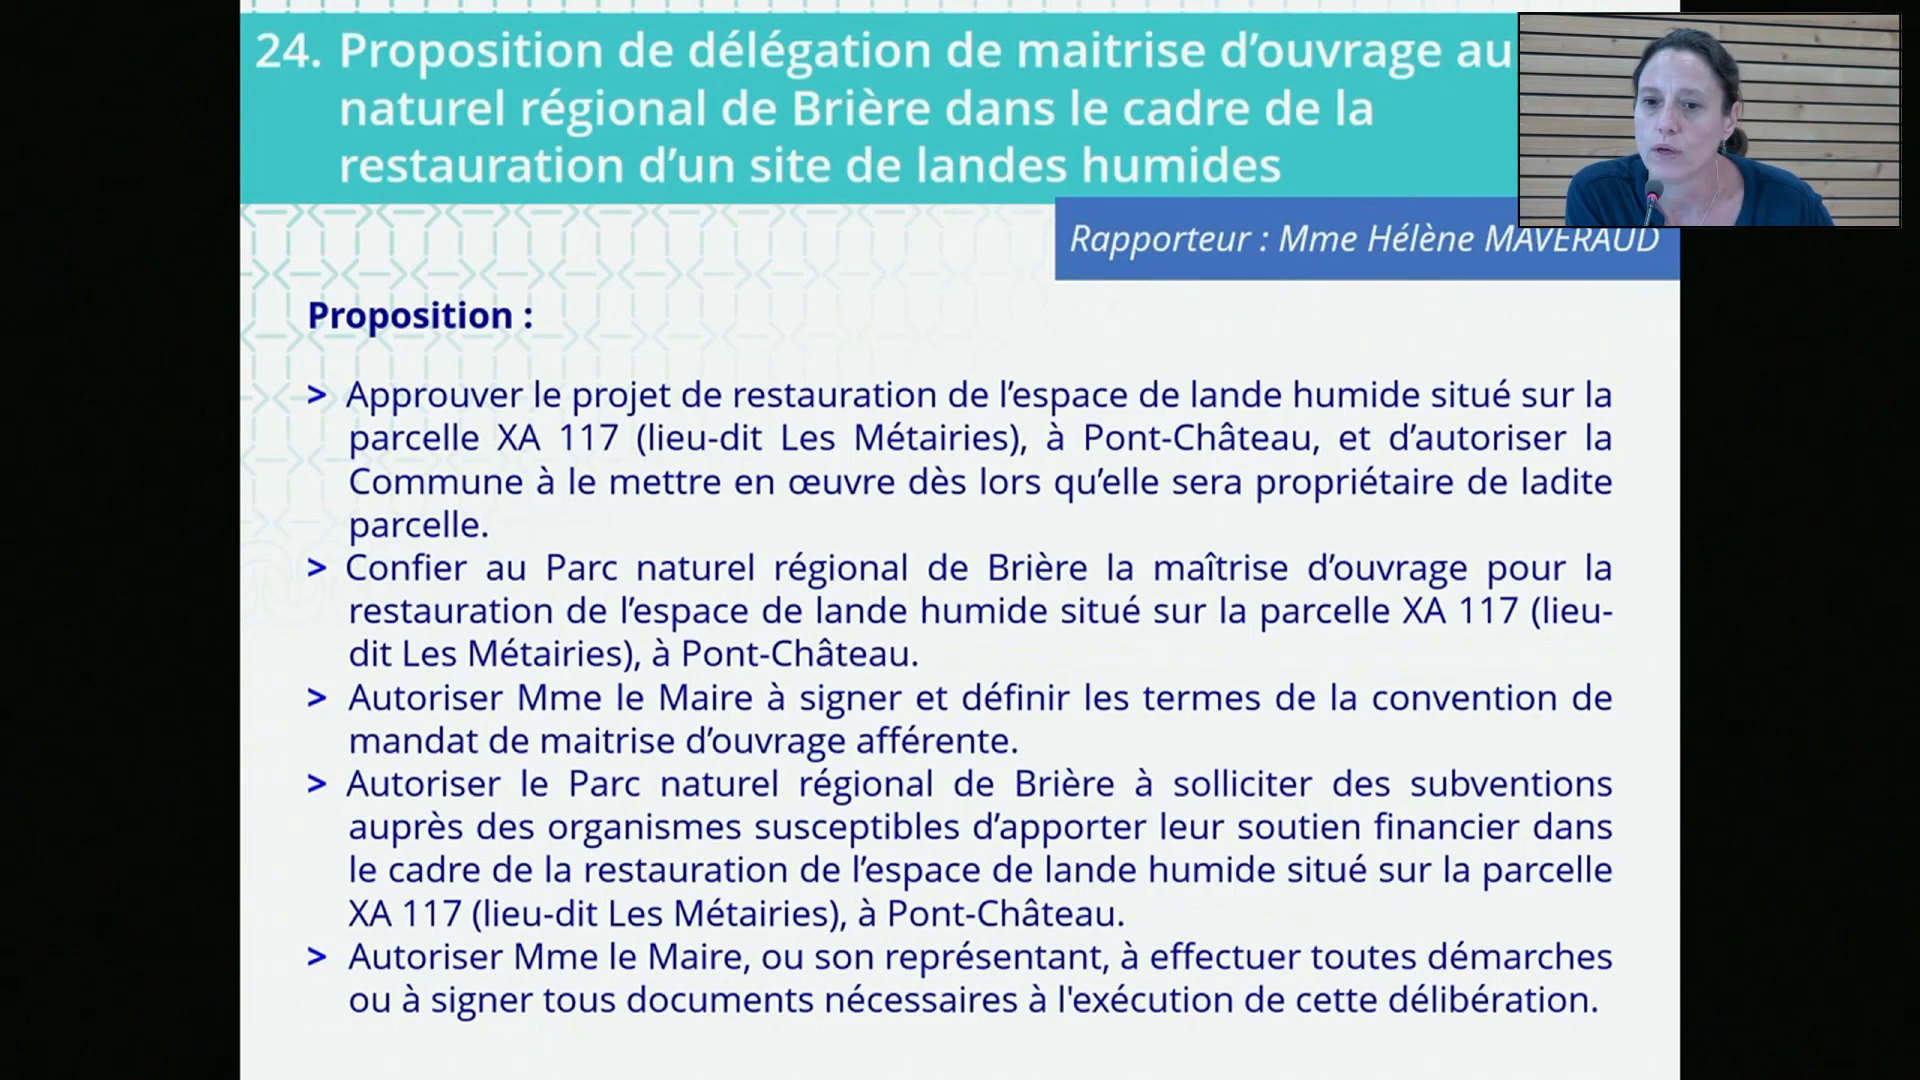 24. Proposition de délégation de maitrise d’ouvrage au
naturel régional de Brière dans le cadre de la
restauration d’un site de landes humides
Rapporteur : Mme Hélène MAVERAUD
Proposition :
> Approuver le projet de restauration de l’espace de lande humide situé sur la
parcelle XA 117 (lieu-dit Les Métairies), à Pont-Château, et d’autoriser la
Commune à le mettre en œuvre dès lors qu’elle sera propriétaire de ladite
parcelle.
> Confier au Parc naturel régional de Brière la maîtrise d’ouvrage pour la
restauration de l’espace de lande humide situé sur la parcelle XA 117 (lieu-
dit Les Métairies), à Pont-Château.
> Autoriser Mme le Maire à signer et définir les termes de la convention de
mandat de maitrise d’ouvrage afférente.
> Autoriser le Parc naturel régional de Brière à solliciter des subventions
auprès des organismes susceptibles d’apporter leur soutien financier dans
le cadre de la restauration de l’espace de lande humide situé sur la parcelle
XA 117 (lieu-dit Les Métairies), à Pont-Château.
> Autoriser Mme le Maire, ou son représentant, à effectuer toutes démarches
ou à signer tous documents nécessaires à l'exécution de cette délibération.